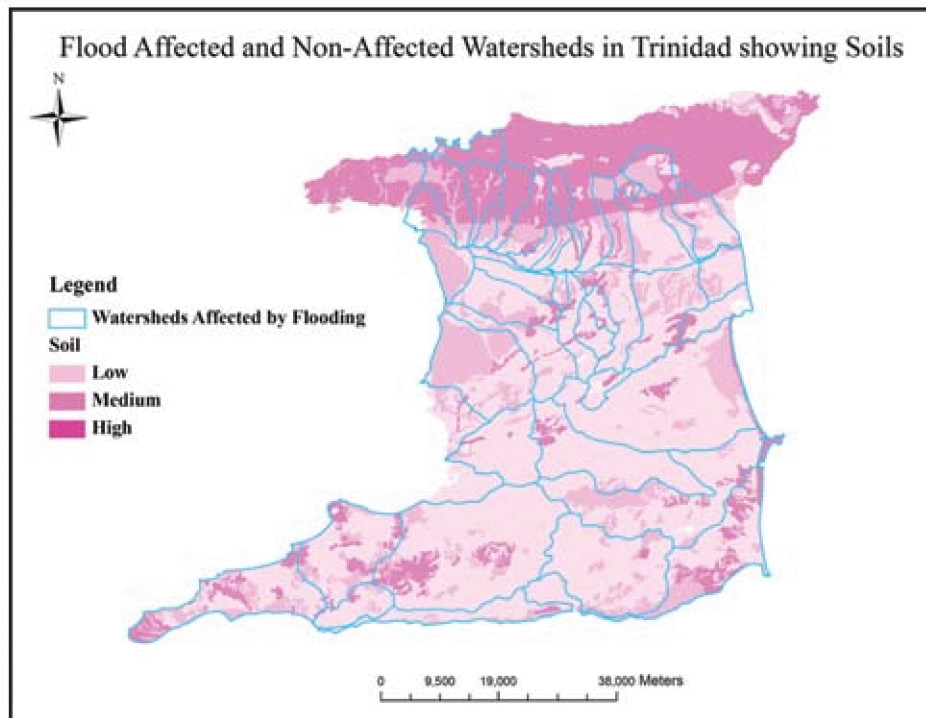 Flood Affected and Non-Affected Watersheds in Trinidad showing Soils
N
Legend
Watersheds Affected by Flooding
Soil
Low
Medium
High
0 9,500 19,000 38,000 Meters